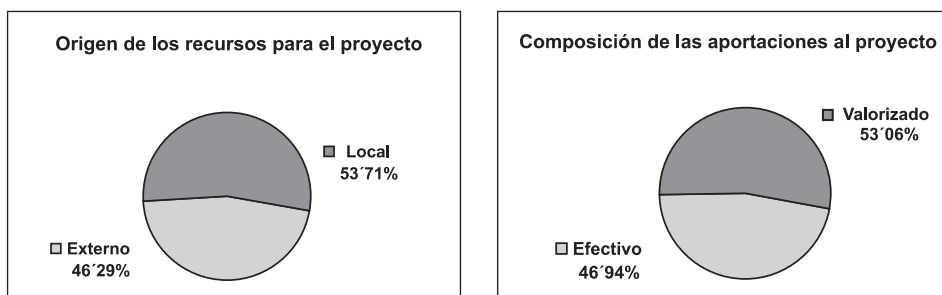 Origen de los recursos para el proyecto
Local
53´71%
Externo
46´29%
Composición de las aportaciones al proyecto
Valorizado
53´06%
Efectivo
46´94%